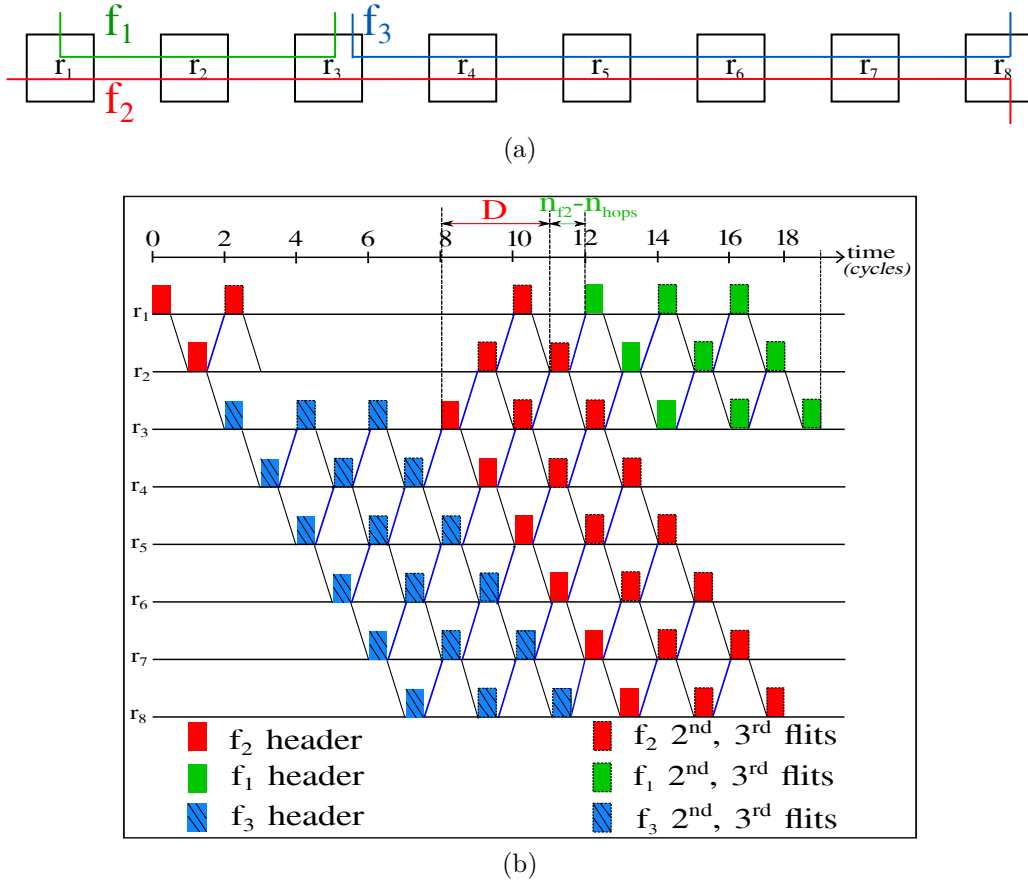 f₁ f₃
r₁ r₂ r₃ r₄ r₅ r₆ r₇ r₈
f₂
(a)
D n_f2-n_hops
0 2 4 6 8 10 12 14 16 18 time
(cycles)
r₁
r₂
r₃
r₄
r₅
r₆
r₇
r₈
f₂ header f₂ 2ⁿᵈ, 3ʳᵈ flits
f₁ header f₁ 2ⁿᵈ, 3ʳᵈ flits
f₃ header f₃ 2ⁿᵈ, 3ʳᵈ flits
(b)